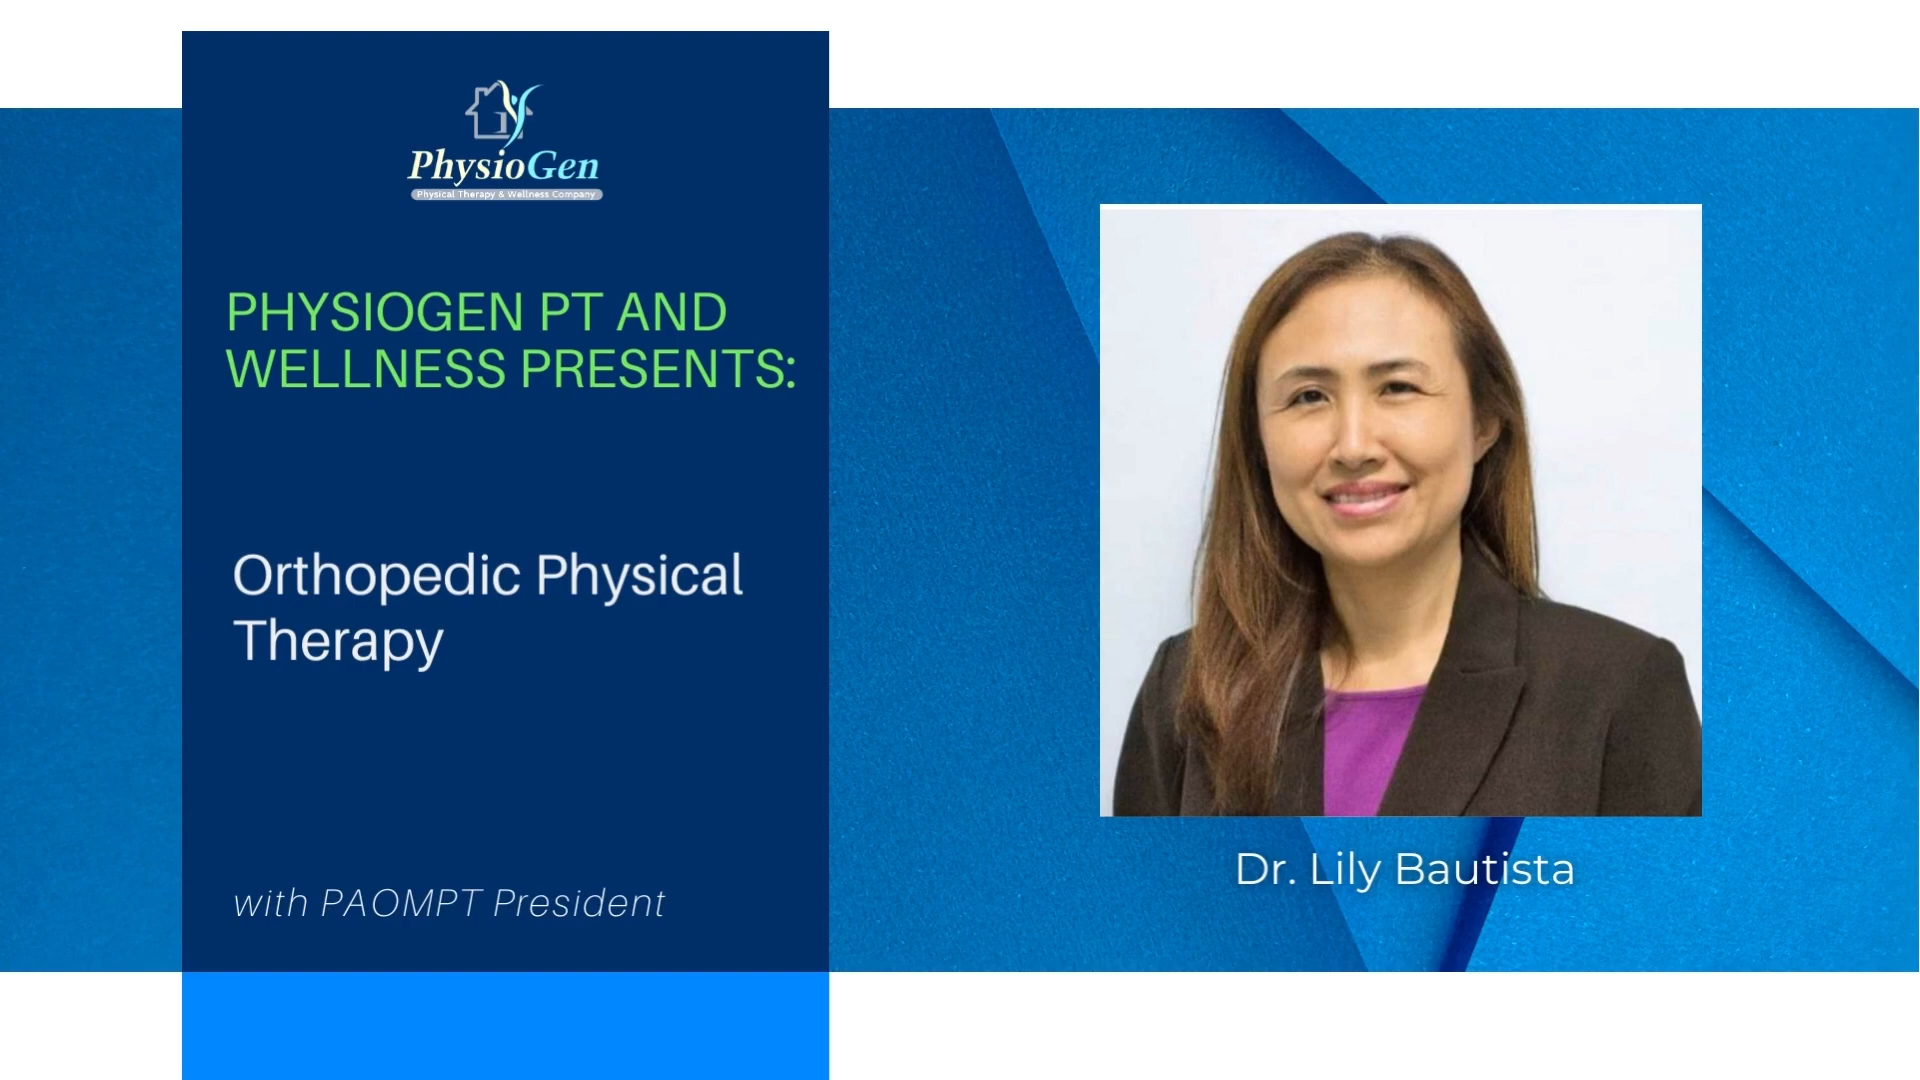 PhysioGen
Physical Therapy & Wellness Company
PHYSIOGEN PT AND
WELLNESS PRESENTS:
Orthopedic Physical
Therapy
with PAOMPT President
Dr. Lily Bautista